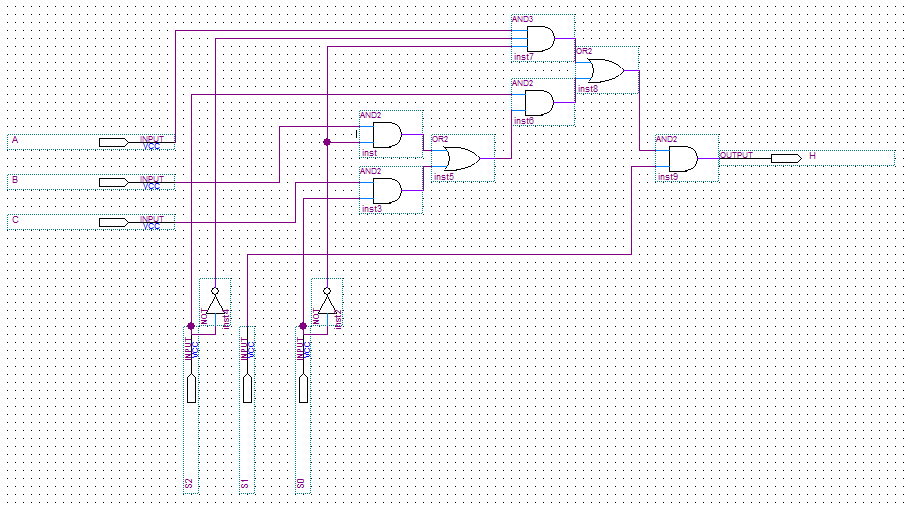 AND3
inst7
OR2
inst8
AND2
inst6
AND2
inst
OR2
inst5
AND2
inst3
A INPUT
VCC
B INPUT
VCC
C INPUT
VCC
AND2
inst9
OUTPUT H
NOT
NOT
inst2
INPUT
VCC
INPUT
VCC
INPUT
VCC
S2
S1
S0